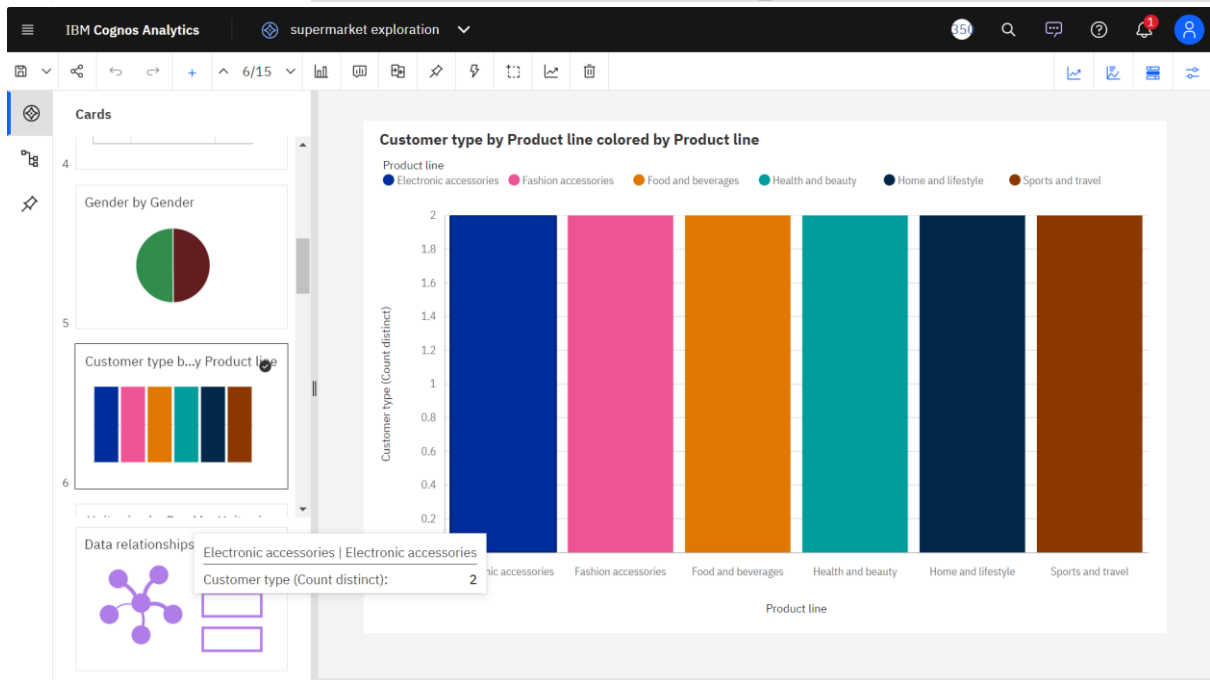 IBM Cognos Analytics
supermarket exploration
350
1
6/15
Cards
4
Gender by Gender
5
Customer type b...y Product line
6
Data relationships
Electronic accessories | Electronic accessories
Customer type (Count distinct): 2
Customer type by Product line colored by Product line
Product line
Electronic accessories Fashion accessories Food and beverages Health and beauty Home and lifestyle Sports and travel
2
1.8
1.6
1.4
1.2
1
0.8
0.6
0.4
0.2
Customer type (Count distinct)
accessories Fashion accessories Food and beverages Health and beauty Home and lifestyle Sports and travel
Product line